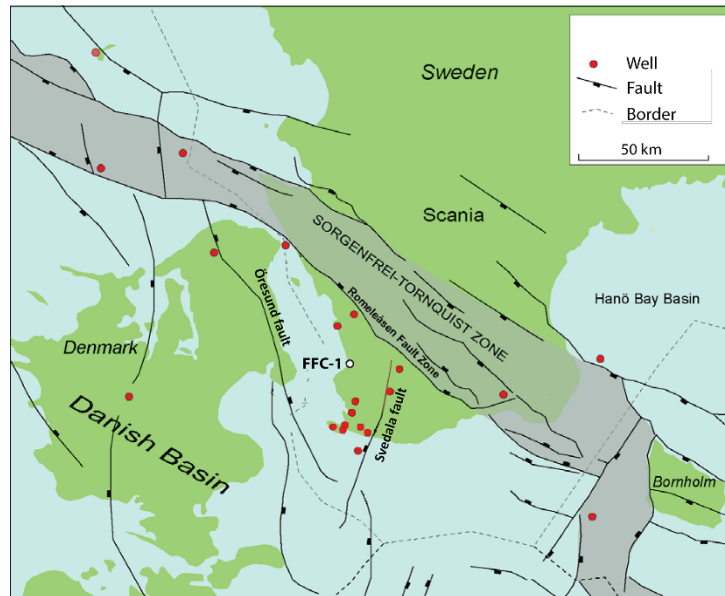 Sweden
Well
Fault
Border
50 km
Scania
SORGENFREI-TORNQUIST ZONE
Hanö Bay Basin
Öresund fault
Romeleåsen Fault Zone
Denmark
FFC-1
Danish Basin
Svedala fault
Bornholm